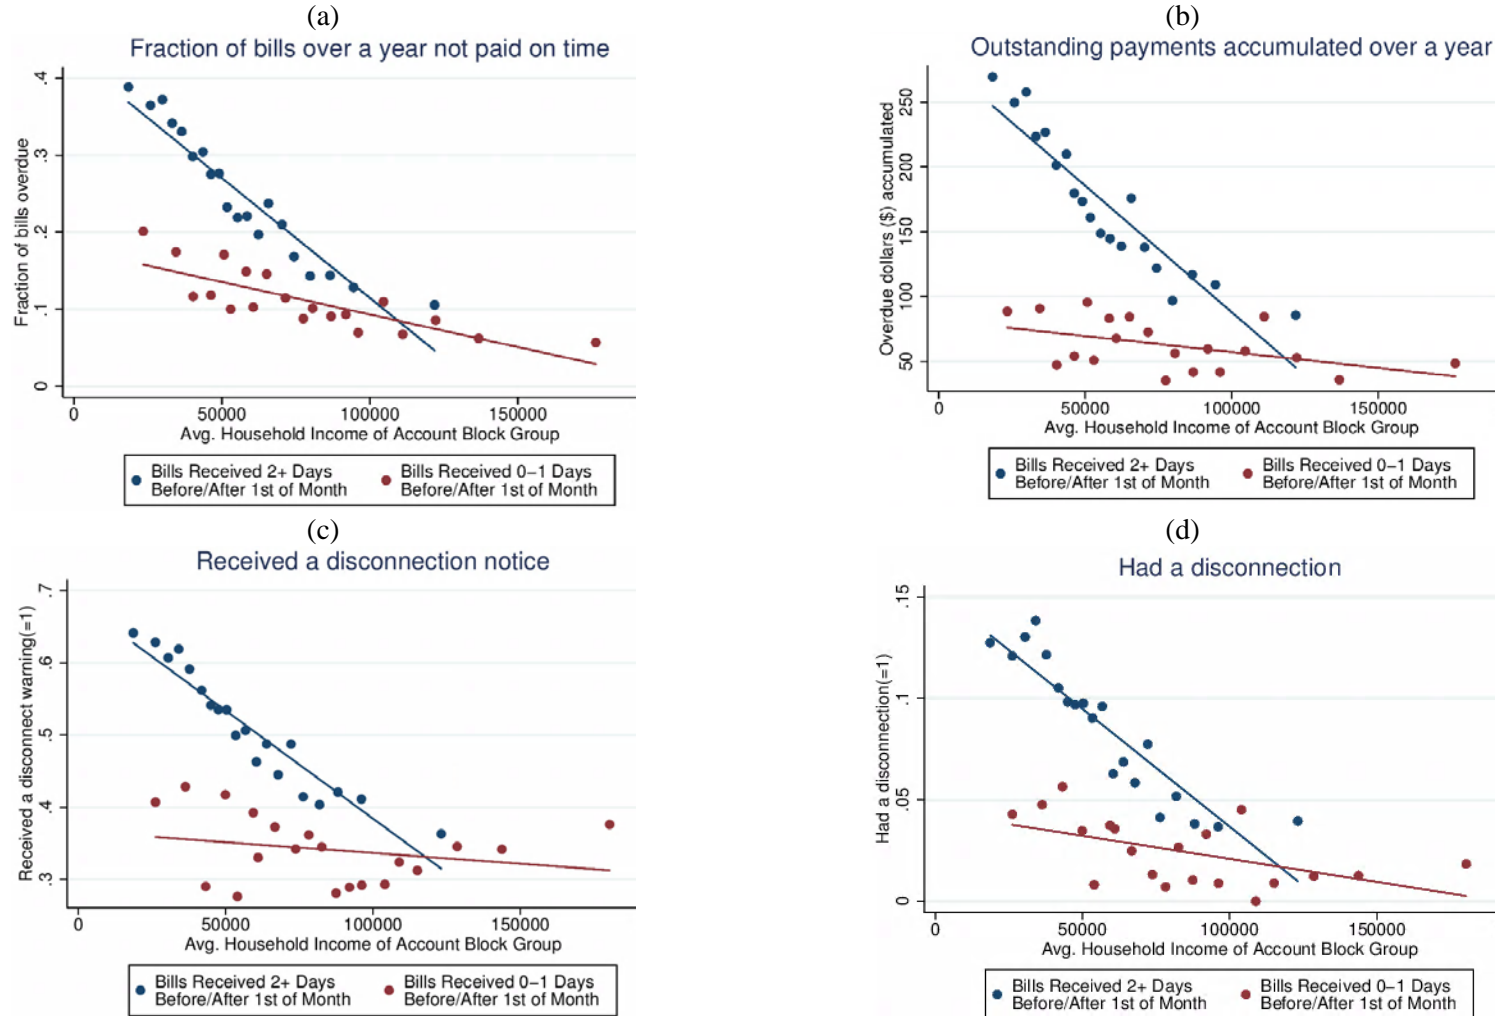 (a)
Fraction of bills over a year not paid on time
Fraction of bills overdue
.4
.3
.2
.1
0
0 50000 100000 150000
Avg. Household Income of Account Block Group
Bills Received 2+ Days
Before/After 1st of Month
Bills Received 0−1 Days
Before/After 1st of Month
(b)
Outstanding payments accumulated over a year
Overdue dollars ($) accumulated
250
200
150
100
50
0 50000 100000 150000
Avg. Household Income of Account Block Group
Bills Received 2+ Days
Before/After 1st of Month
Bills Received 0−1 Days
Before/After 1st of Month
(c)
Received a disconnection notice
Received a disconnect warning(=1)
.7
.6
.5
.4
.3
0 50000 100000 150000
Avg. Household Income of Account Block Group
Bills Received 2+ Days
Before/After 1st of Month
Bills Received 0−1 Days
Before/After 1st of Month
(d)
Had a disconnection
Had a disconnection(=1)
.15
.1
.05
0
0 50000 100000 150000
Avg. Household Income of Account Block Group
Bills Received 2+ Days
Before/After 1st of Month
Bills Received 0−1 Days
Before/After 1st of Month